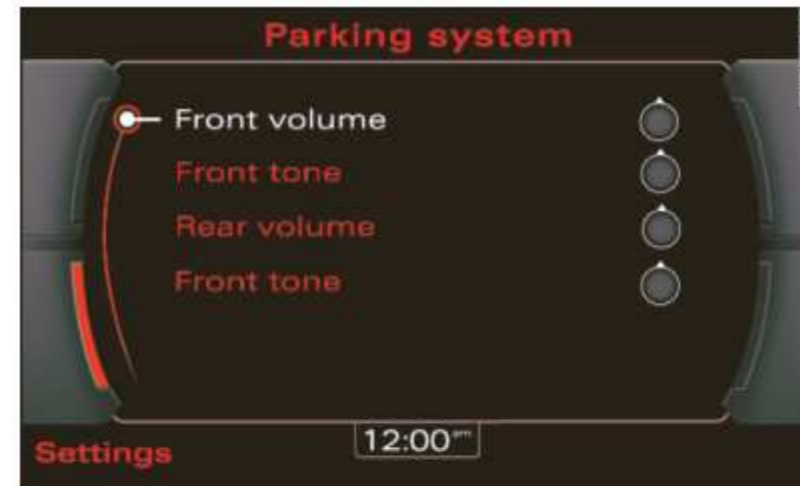 Parking system
Front volume
Front tone
Rear volume
Front tone
Settings
12:00